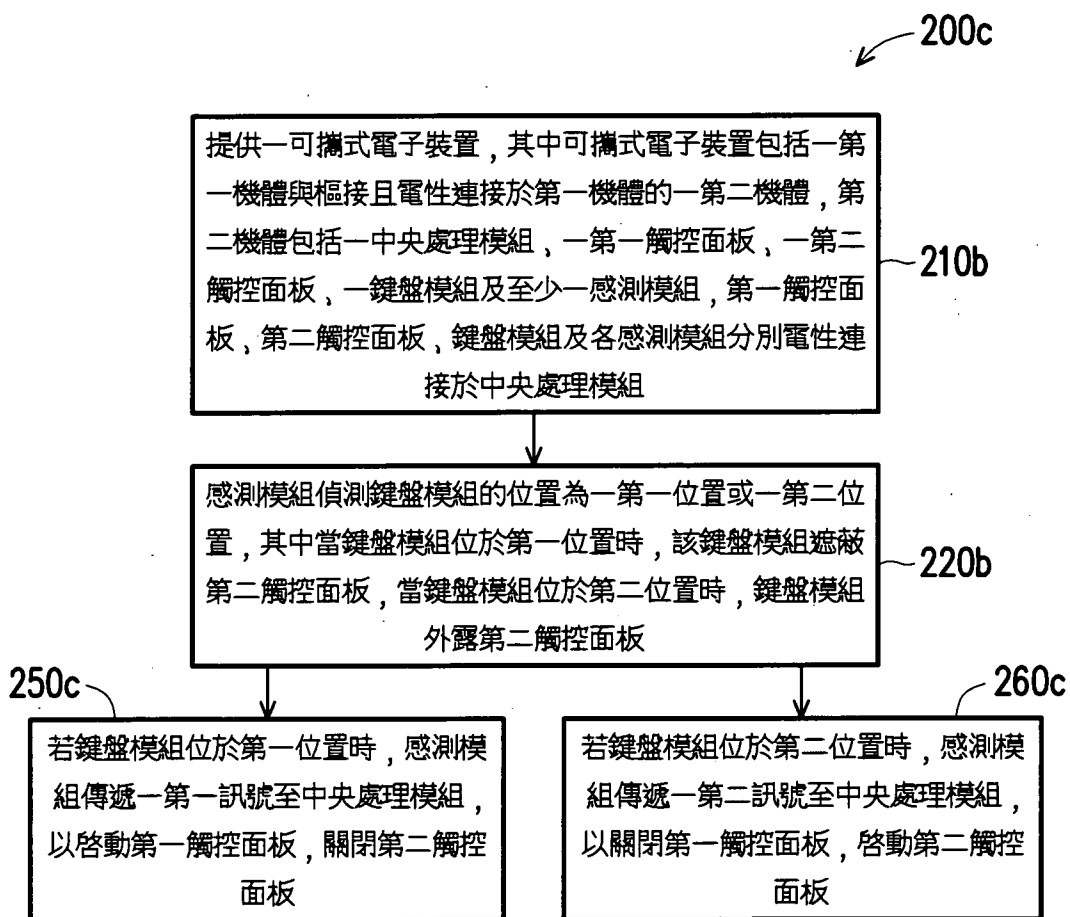 200c
提供一可攜式電子裝置，其中可攜式電子裝置包括一第
一機體與樞接且電性連接於第一機體的一第二機體，第
二機體包括一中央處理模組、一第一觸控面板、一第二
觸控面板、一鍵盤模組及至少一感測模組，第一觸控面
板、第二觸控面板、鍵盤模組及各感測模組分別電性連
接於中央處理模組
210b
感測模組偵測鍵盤模組的位置為一第一位置或一第二位
置，其中當鍵盤模組位於第一位置時，該鍵盤模組遮蔽
第二觸控面板，當鍵盤模組位於第二位置時，鍵盤模組
外露第二觸控面板
220b
250c
若鍵盤模組位於第一位置時，感測模
組傳遞一第一訊號至中央處理模組，
以啓動第一觸控面板，關閉第二觸控
面板
260c
若鍵盤模組位於第二位置時，感測模
組傳遞一第二訊號至中央處理模組，
以關閉第一觸控面板，啓動第二觸控
面板